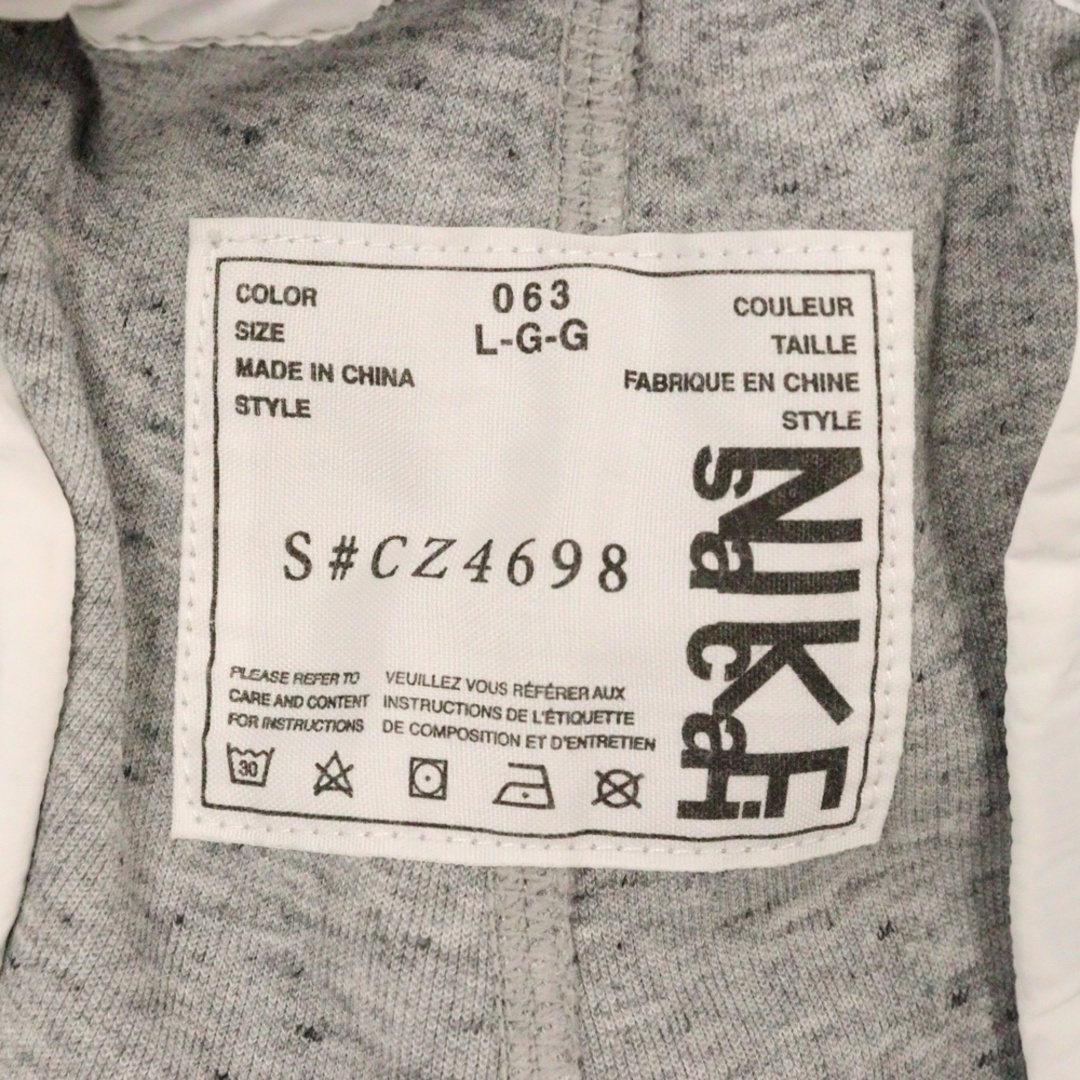 COLOR 063 COULEUR
SIZE L-G-G TAILLE
MADE IN CHINA FABRIQUE EN CHINE
STYLE STYLE
S#CZ4698
NIKE
sacai
PLEASE REFER TO
CARE AND CONTENT
FOR INSTRUCTIONS
VEUILLEZ VOUS RÉFÉRER AUX
INSTRUCTIONS DE L'ÉTIQUETTE
DE COMPOSITION ET D'ENTRETIEN
30